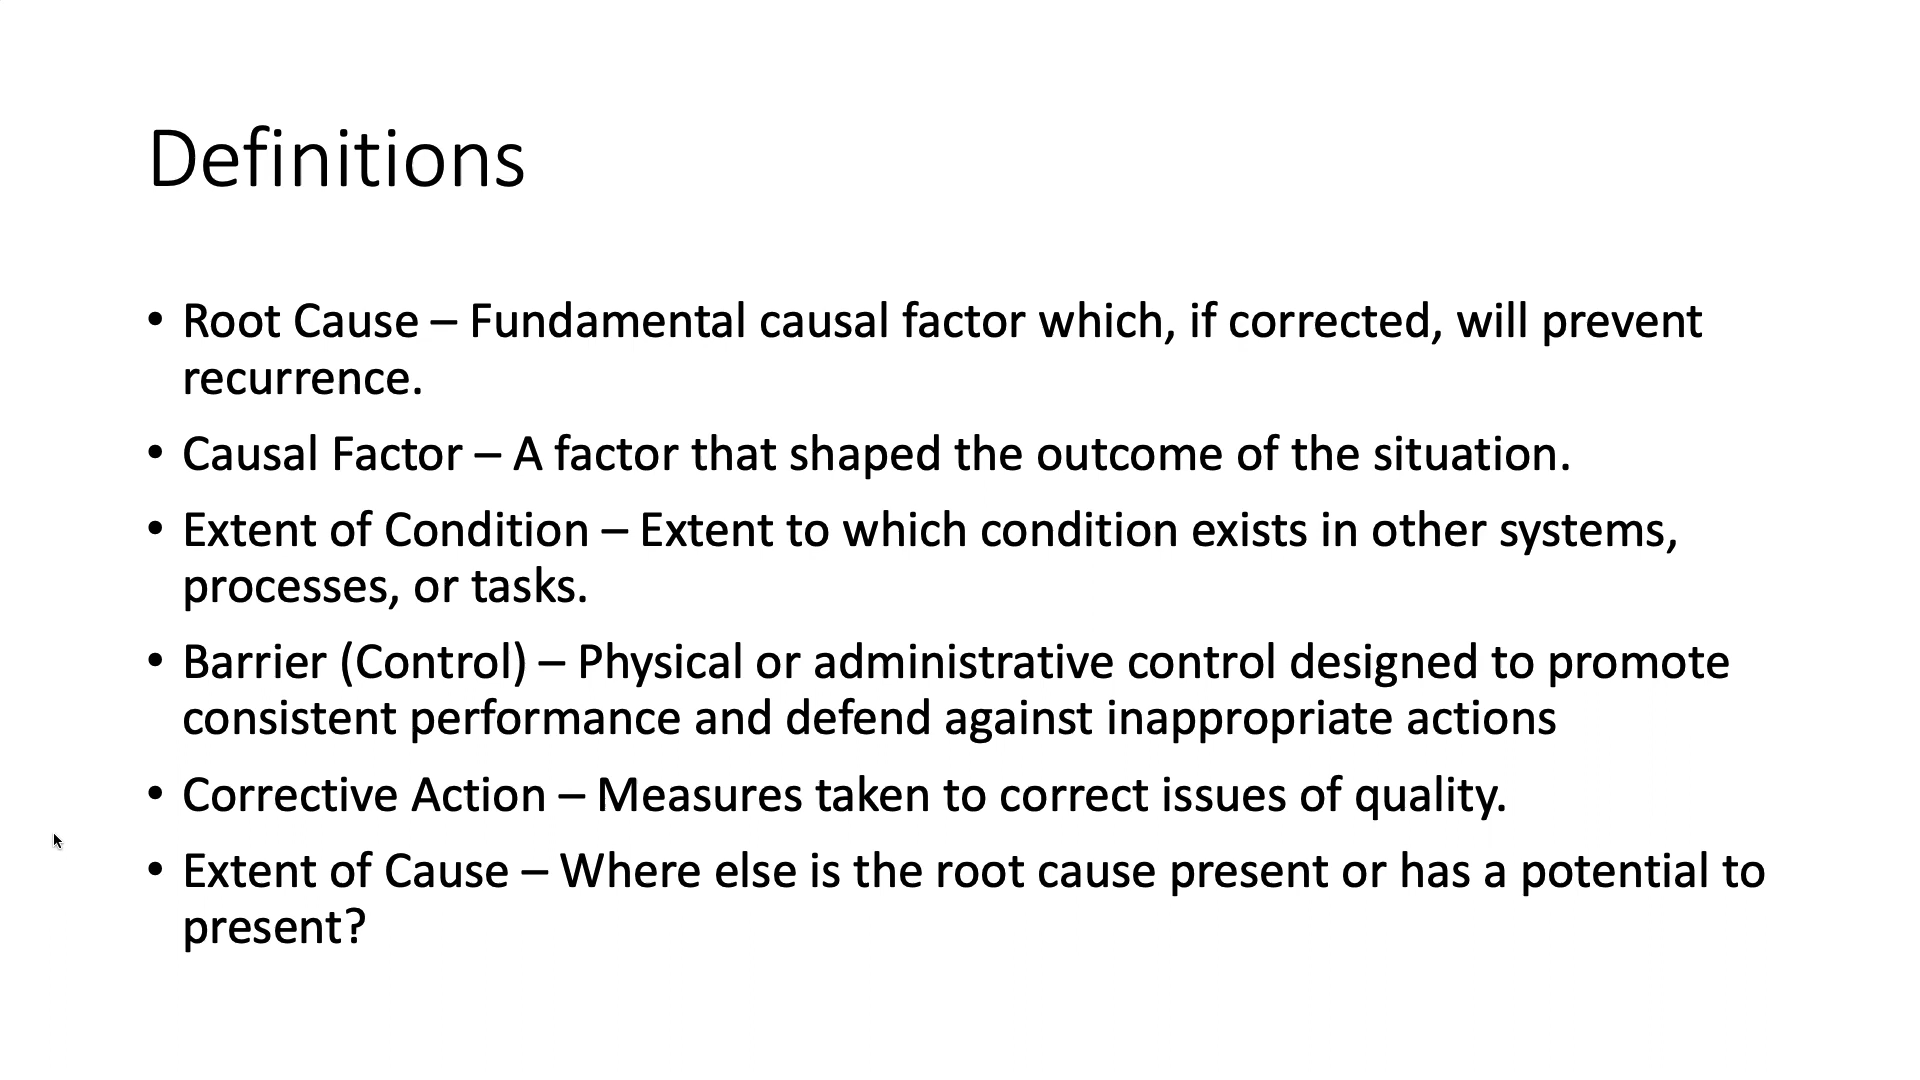 Definitions
• Root Cause – Fundamental causal factor which, if corrected, will prevent
recurrence.
• Causal Factor – A factor that shaped the outcome of the situation.
• Extent of Condition – Extent to which condition exists in other systems,
processes, or tasks.
• Barrier (Control) – Physical or administrative control designed to promote
consistent performance and defend against inappropriate actions
• Corrective Action – Measures taken to correct issues of quality.
• Extent of Cause – Where else is the root cause present or has a potential to
present?